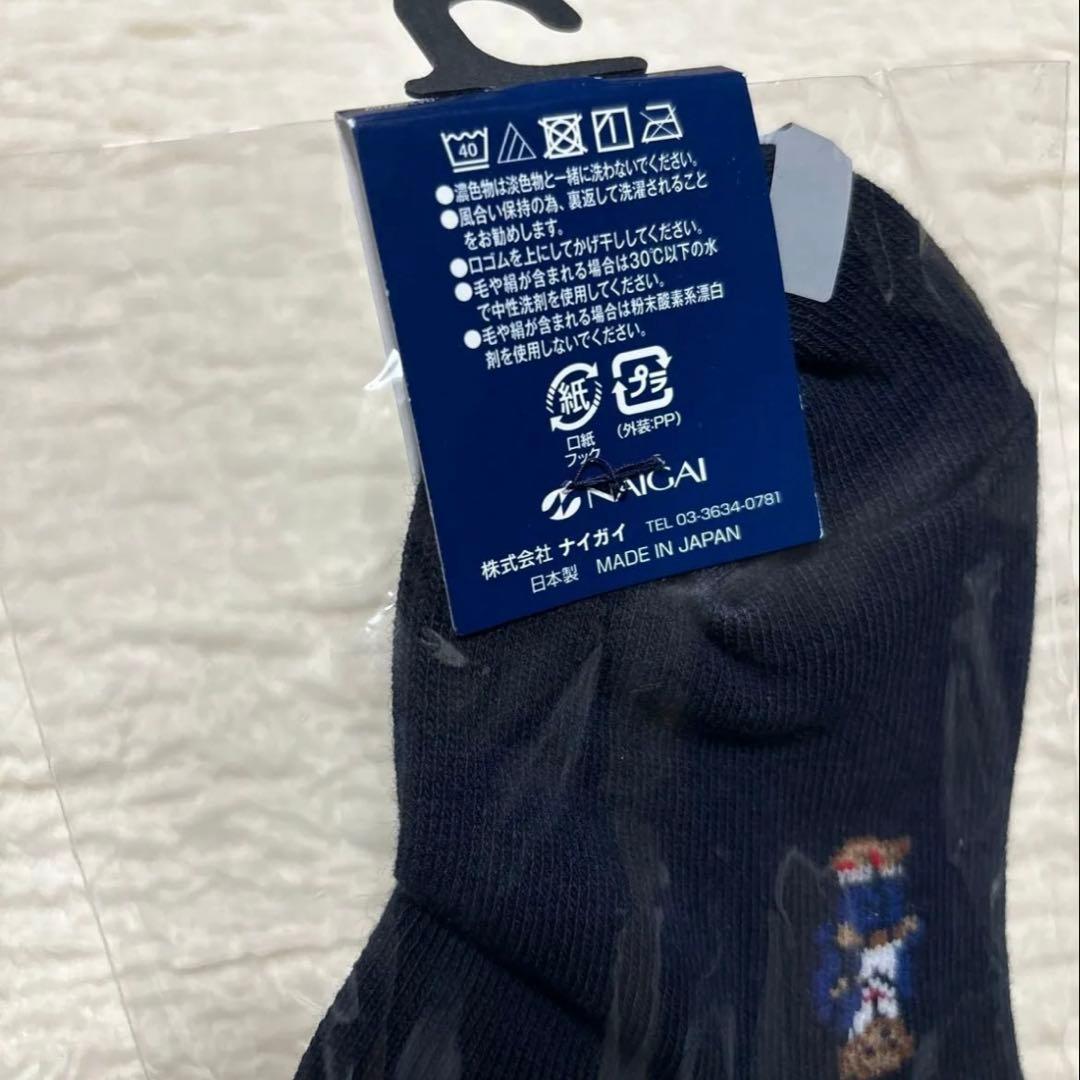 40
●濃色物は淡色物と一緒に洗わないでください。
●風合い保持の為、裏返して洗濯されること
をお勧めします。
●口ゴムを上にしてかげ干ししてください。
●毛や絹が含まれる場合は30℃以下の水
で中性洗剤を使用してください。
●毛や絹が含まれる場合は粉末酸素系漂白
剤を使用しないでください。
紙 プラ
口紙
フック
(外装:PP)
NAIGAI
株式会社 ナイガイ TEL 03-3634-0781
日本製 MADE IN JAPAN